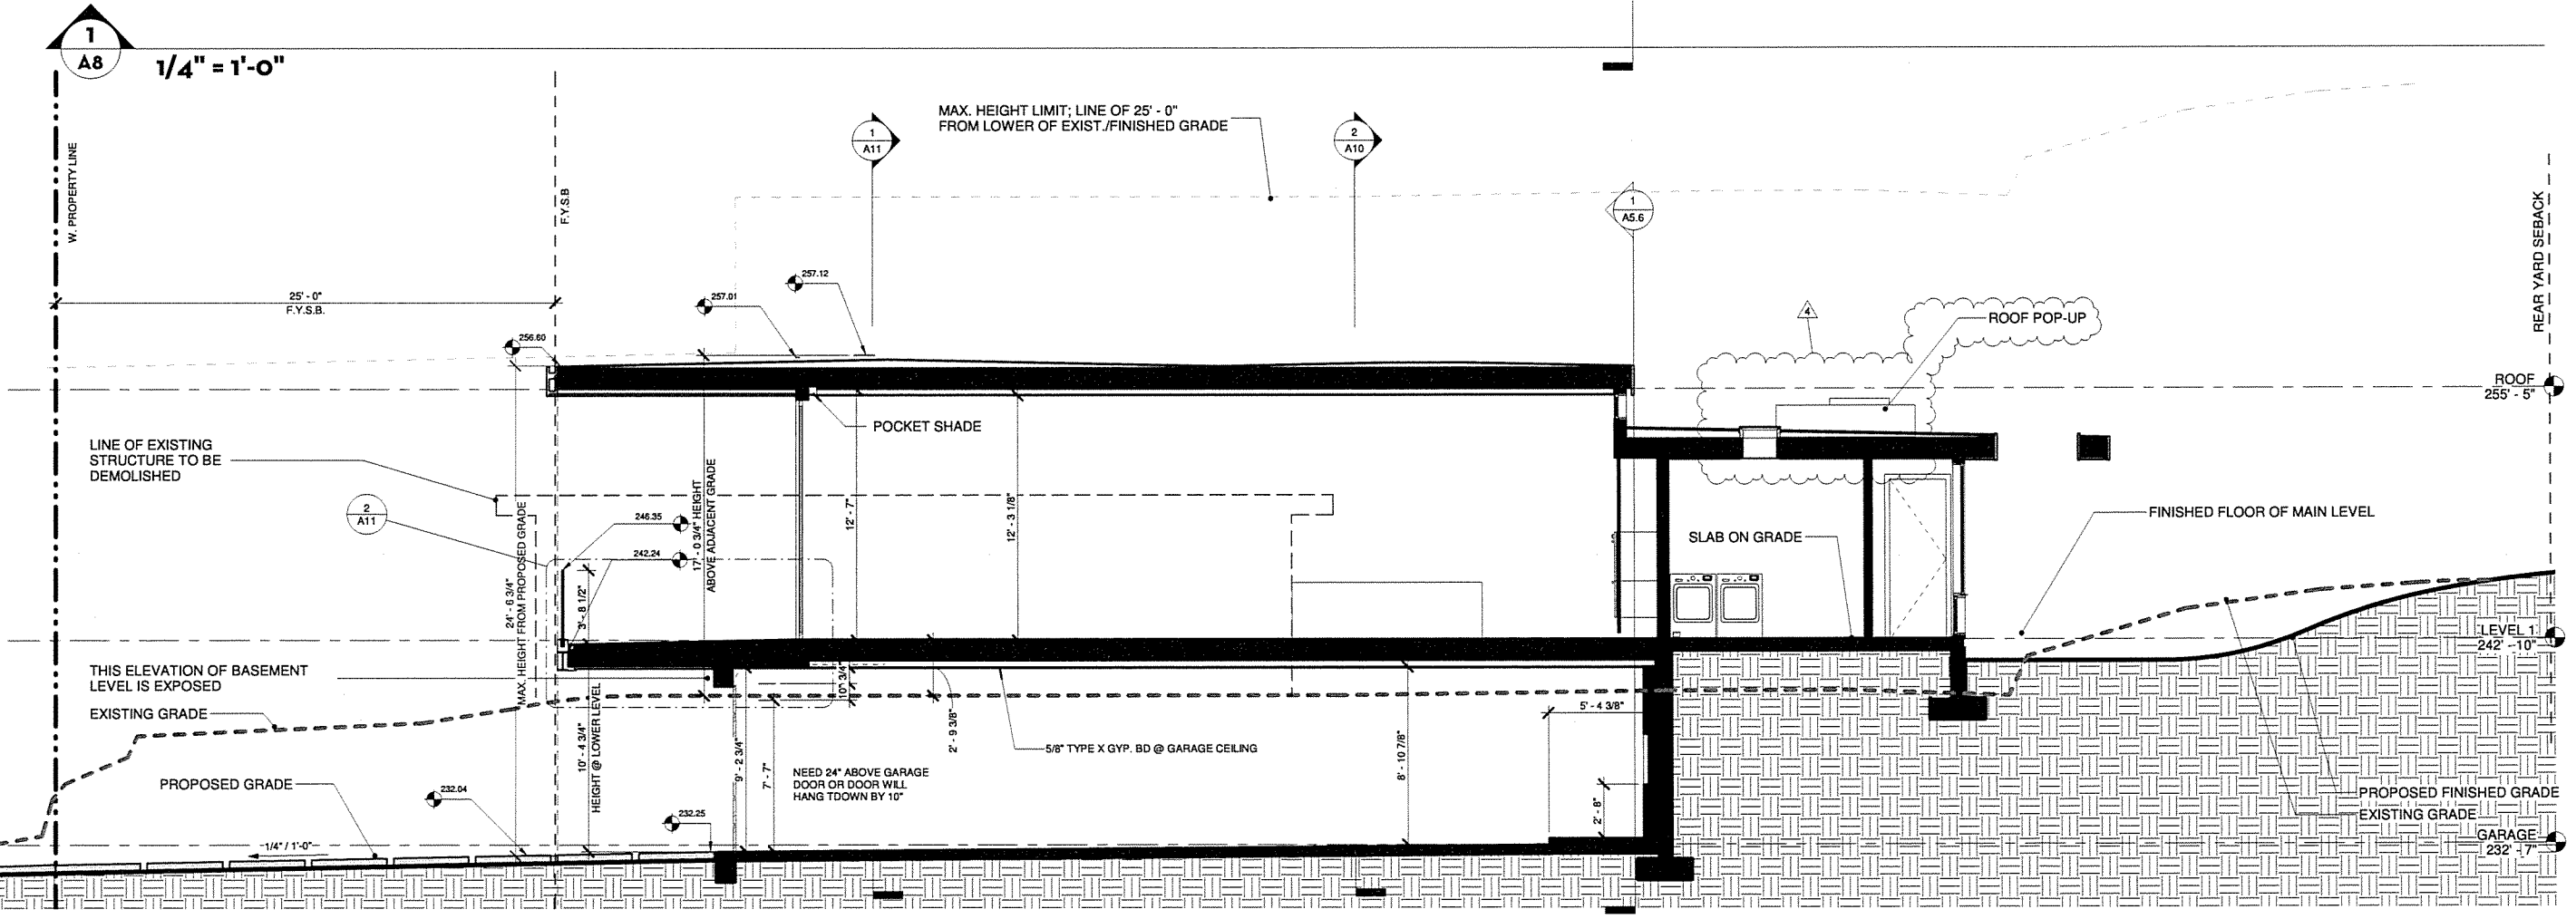 1
A8
1/4" = 1'-0"
W. PROPERTY LINE
F.Y.S.B
25' - 0"
F.Y.S.B.
MAX. HEIGHT LIMIT; LINE OF 25' - 0"
FROM LOWER OF EXIST./FINISHED GRADE
1
A11
2
A10
1
A5.6
257.12
257.01
256.60
4
ROOF POP-UP
REAR YARD SEBACK
ROOF
255' - 5"
POCKET SHADE
LINE OF EXISTING
STRUCTURE TO BE
DEMOLISHED
2
A11
24' - 6 3/4"
MAX. HEIGHT FROM PROPOSED GRADE
246.35
242.24
3' - 8 1/2"
17' - 0 3/4" HEIGHT
ABOVE ADJACENT GRADE
12' - 7"
12' - 3 1/8"
SLAB ON GRADE
FINISHED FLOOR OF MAIN LEVEL
LEVEL 1
242' - 10"
THIS ELEVATION OF BASEMENT
LEVEL IS EXPOSED
EXISTING GRADE
PROPOSED GRADE
10' - 4 3/4"
HEIGHT @ LOWER LEVEL
9' - 2 3/4"
7' - 7"
10 3/4"
2' - 9 3/8"
5/8" TYPE X GYP. BD @ GARAGE CEILING
NEED 24" ABOVE GARAGE
DOOR OR DOOR WILL
HANG TDOWN BY 10"
8' - 10 7/8"
5' - 4 3/8"
2' - 8"
232.04
232.25
1/4" / 1'-0"
PROPOSED FINISHED GRADE
EXISTING GRADE
GARAGE
232' - 7"